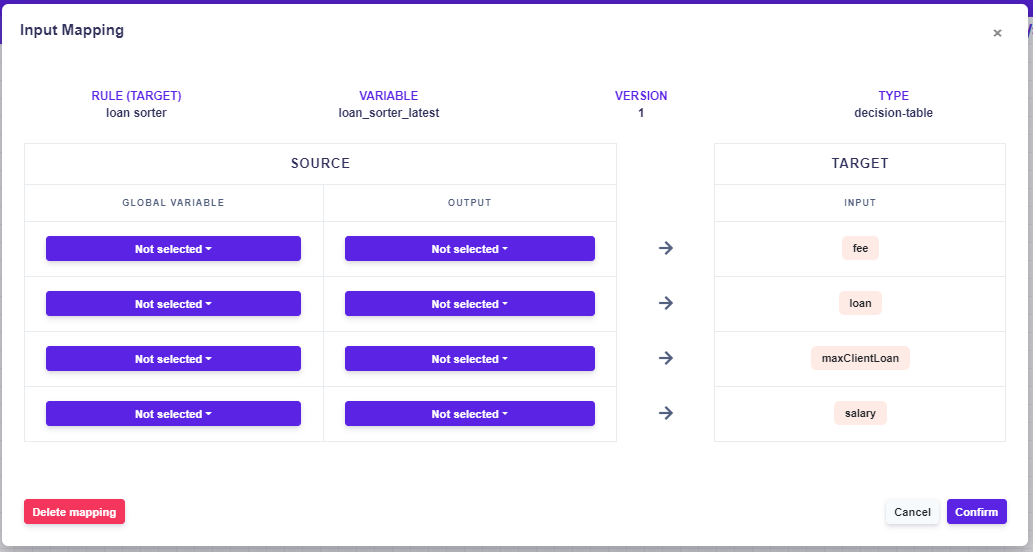 Input Mapping
×
RULE (TARGET) VARIABLE VERSION TYPE
loan sorter loan_sorter_latest 1 decision-table
SOURCE TARGET
GLOBAL VARIABLE OUTPUT INPUT
Not selected Not selected fee
Not selected Not selected loan
Not selected Not selected maxClientLoan
Not selected Not selected salary
Delete mapping Cancel Confirm